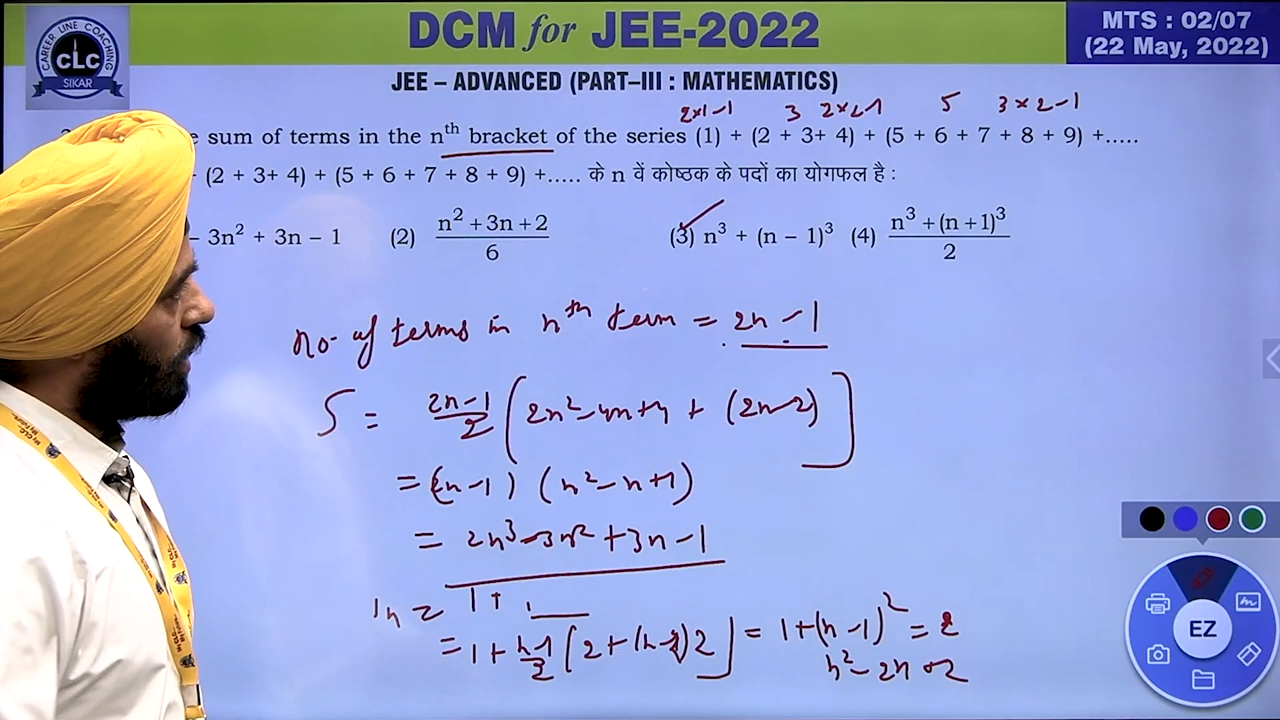 DCM for JEE-2022
MTS : 02/07
(22 May, 2022)
CAREER LINE COACHING
CLC
SIKAR
JEE – ADVANCED (PART–III : MATHEMATICS)
2×1-1 3 2×2-1 5 3×2-1
sum of terms in the nth bracket of the series (1) + (2 + 3+ 4) + (5 + 6 + 7 + 8 + 9) +.....
(2 + 3+ 4) + (5 + 6 + 7 + 8 + 9) +..... के n वें कोष्ठक के पदों का योगफल है :
– 3n² + 3n – 1 (2) n² +3n + 2 / 6 (3) n³ + (n – 1)³ (4) n³ +(n +1)³ / 2
No. of terms in nth term = 2n - 1
S = 2n-1/2 [2n²-4n+4 + (2n-2)]
= (2n-1) (n²-n+1)
= 2n³-3n²+3n-1
= 1+
= 1 + n-1/2 [2+(n-2)2] = 1+(n-1)² =
n²-2n+2
EZ